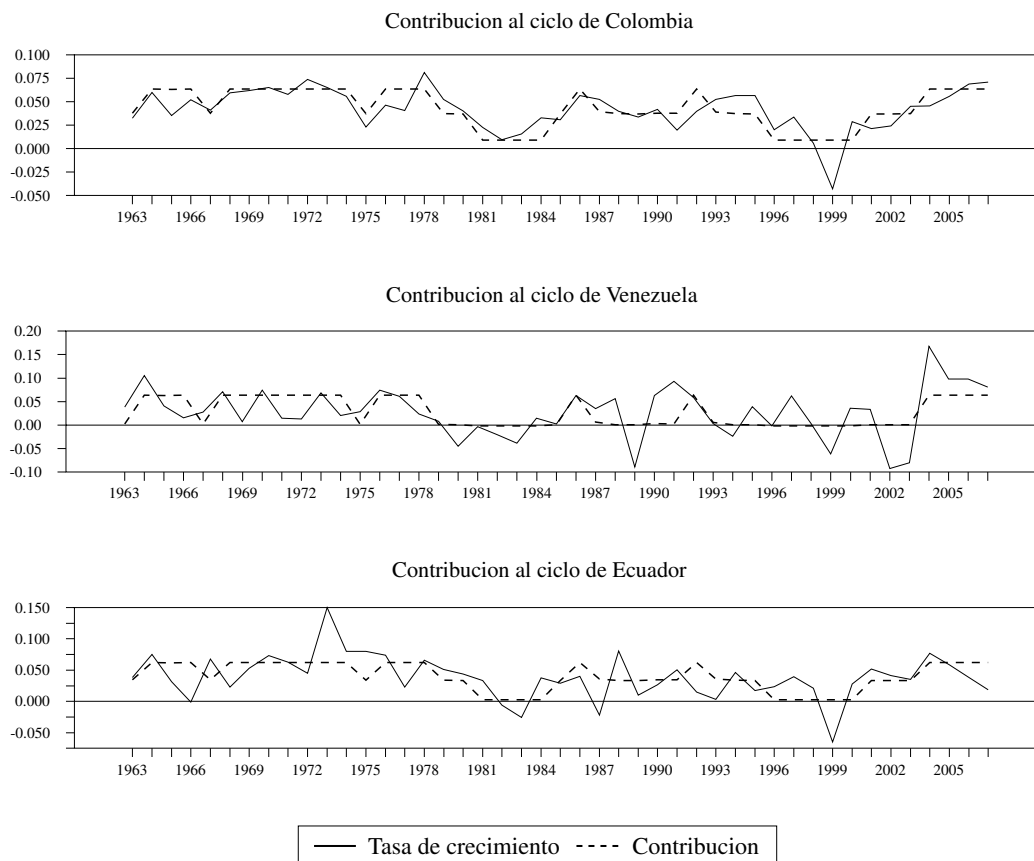 Contribucion al ciclo de Colombia
0.100
0.075
0.050
0.025
0.000
-0.025
-0.050
1963 1966 1969 1972 1975 1978 1981 1984 1987 1990 1993 1996 1999 2002 2005
Contribucion al ciclo de Venezuela
0.20
0.15
0.10
0.05
0.00
-0.05
-0.10
1963 1966 1969 1972 1975 1978 1981 1984 1987 1990 1993 1996 1999 2002 2005
Contribucion al ciclo de Ecuador
0.150
0.100
0.050
0.000
-0.050
1963 1966 1969 1972 1975 1978 1981 1984 1987 1990 1993 1996 1999 2002 2005
Tasa de crecimiento Contribucion